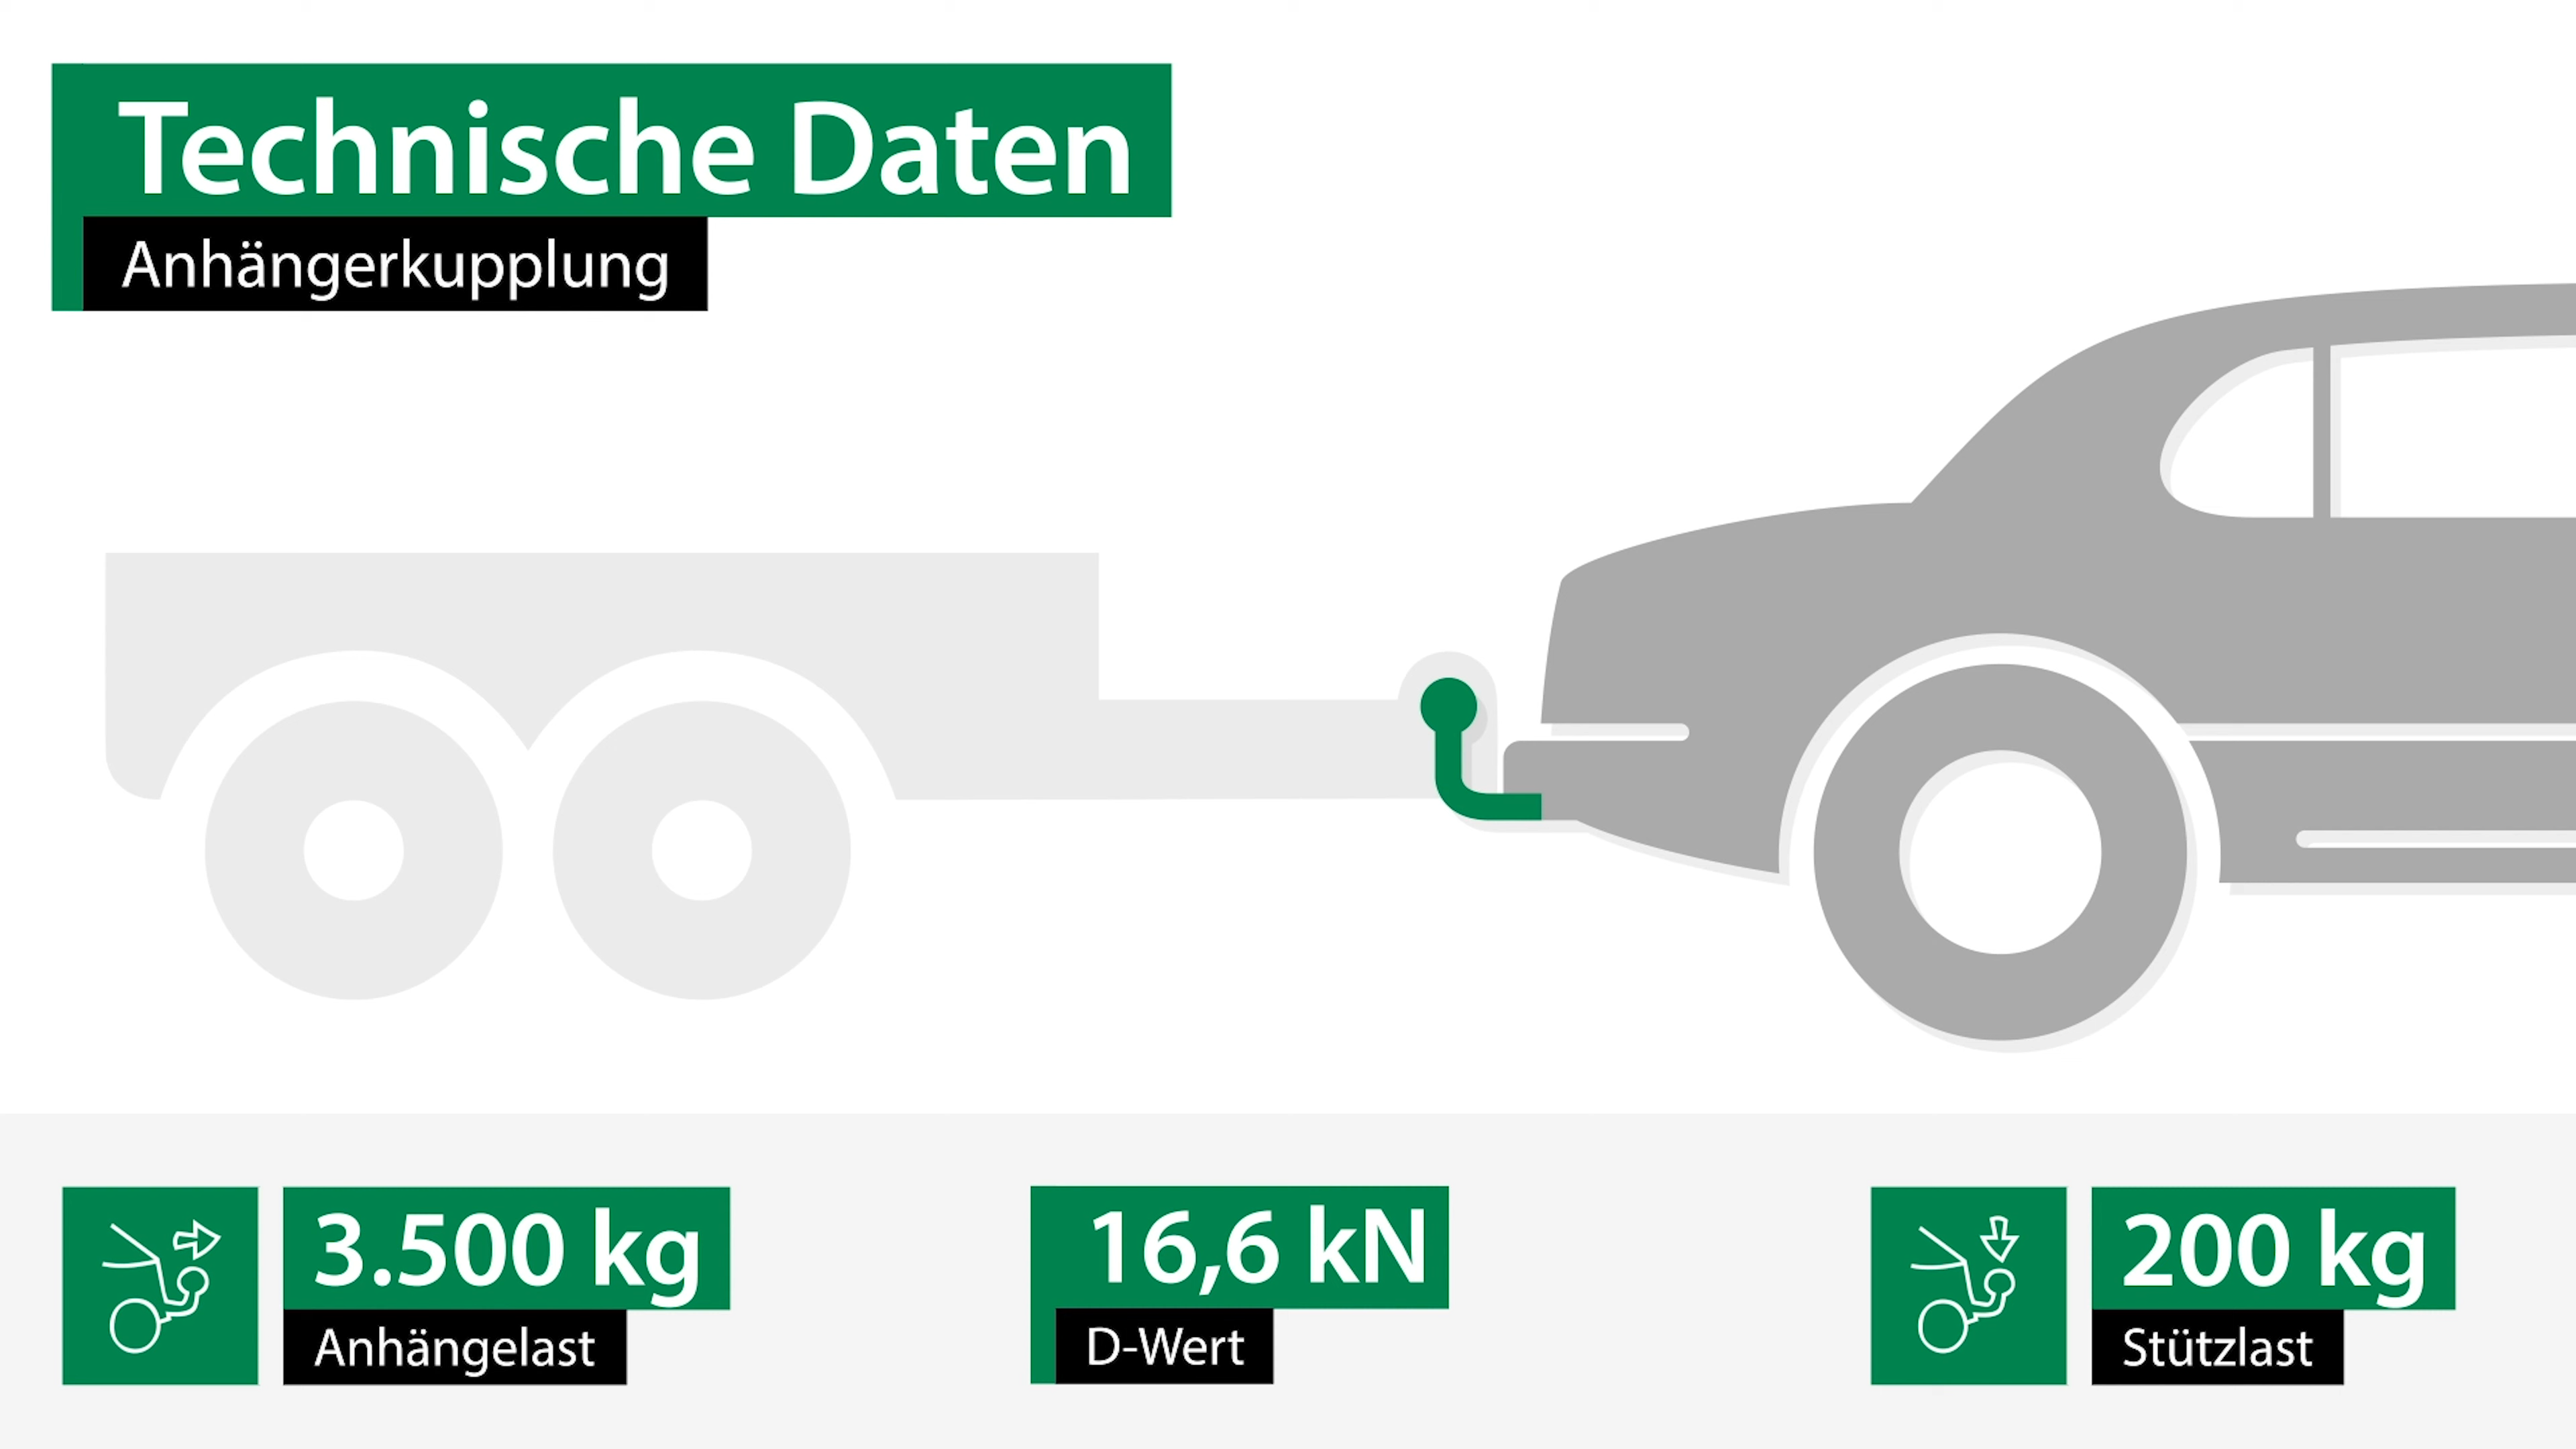 Technische Daten
Anhängerkupplung
3.500 kg
Anhängelast
16,6 kN
D-Wert
200 kg
Stützlast